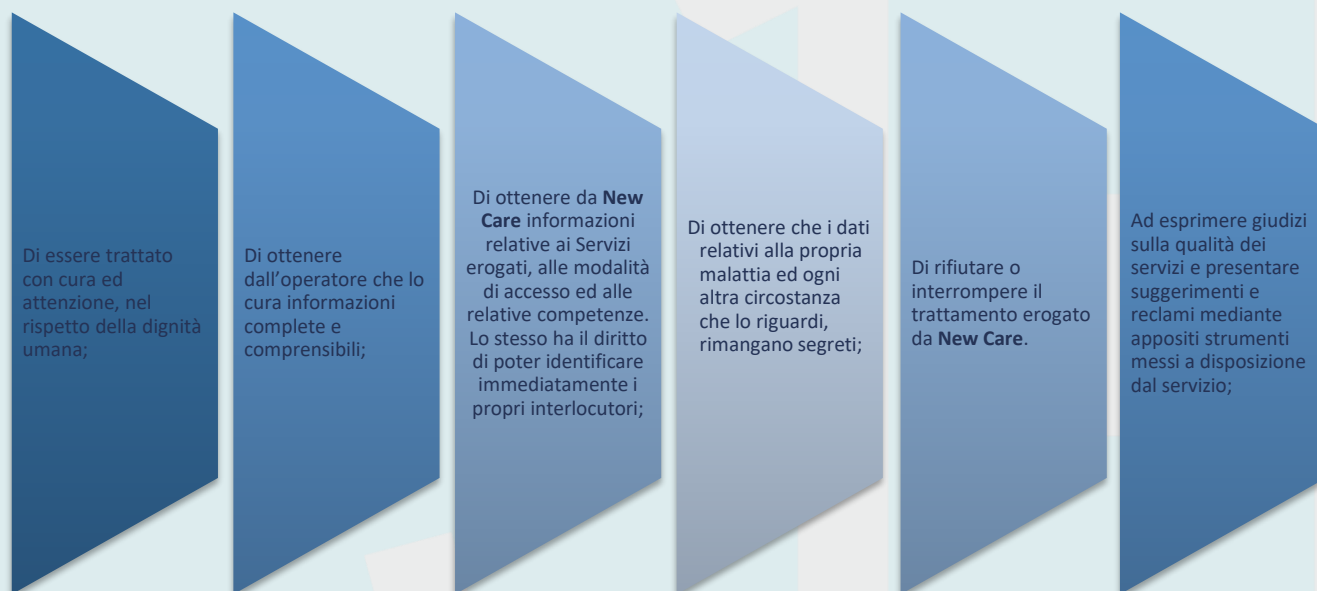 Di essere trattato
con cura ed
attenzione, nel
rispetto della dignità
umana;
Di ottenere
dall’operatore che lo
cura informazioni
complete e
comprensibili;
Di ottenere da New
Care informazioni
relative ai Servizi
erogati, alle modalità
di accesso ed alle
relative competenze.
Lo stesso ha il diritto
di poter identificare
immediatamente i
propri interlocutori;
Di ottenere che i dati
relativi alla propria
malattia ed ogni
altra circostanza
che lo riguardi,
rimangano segreti;
Di rifiutare o
interrompere il
trattamento erogato
da New Care.
Ad esprimere giudizi
sulla qualità dei
servizi e presentare
suggerimenti e
reclami mediante
appositi strumenti
messi a disposizione
dal servizio;